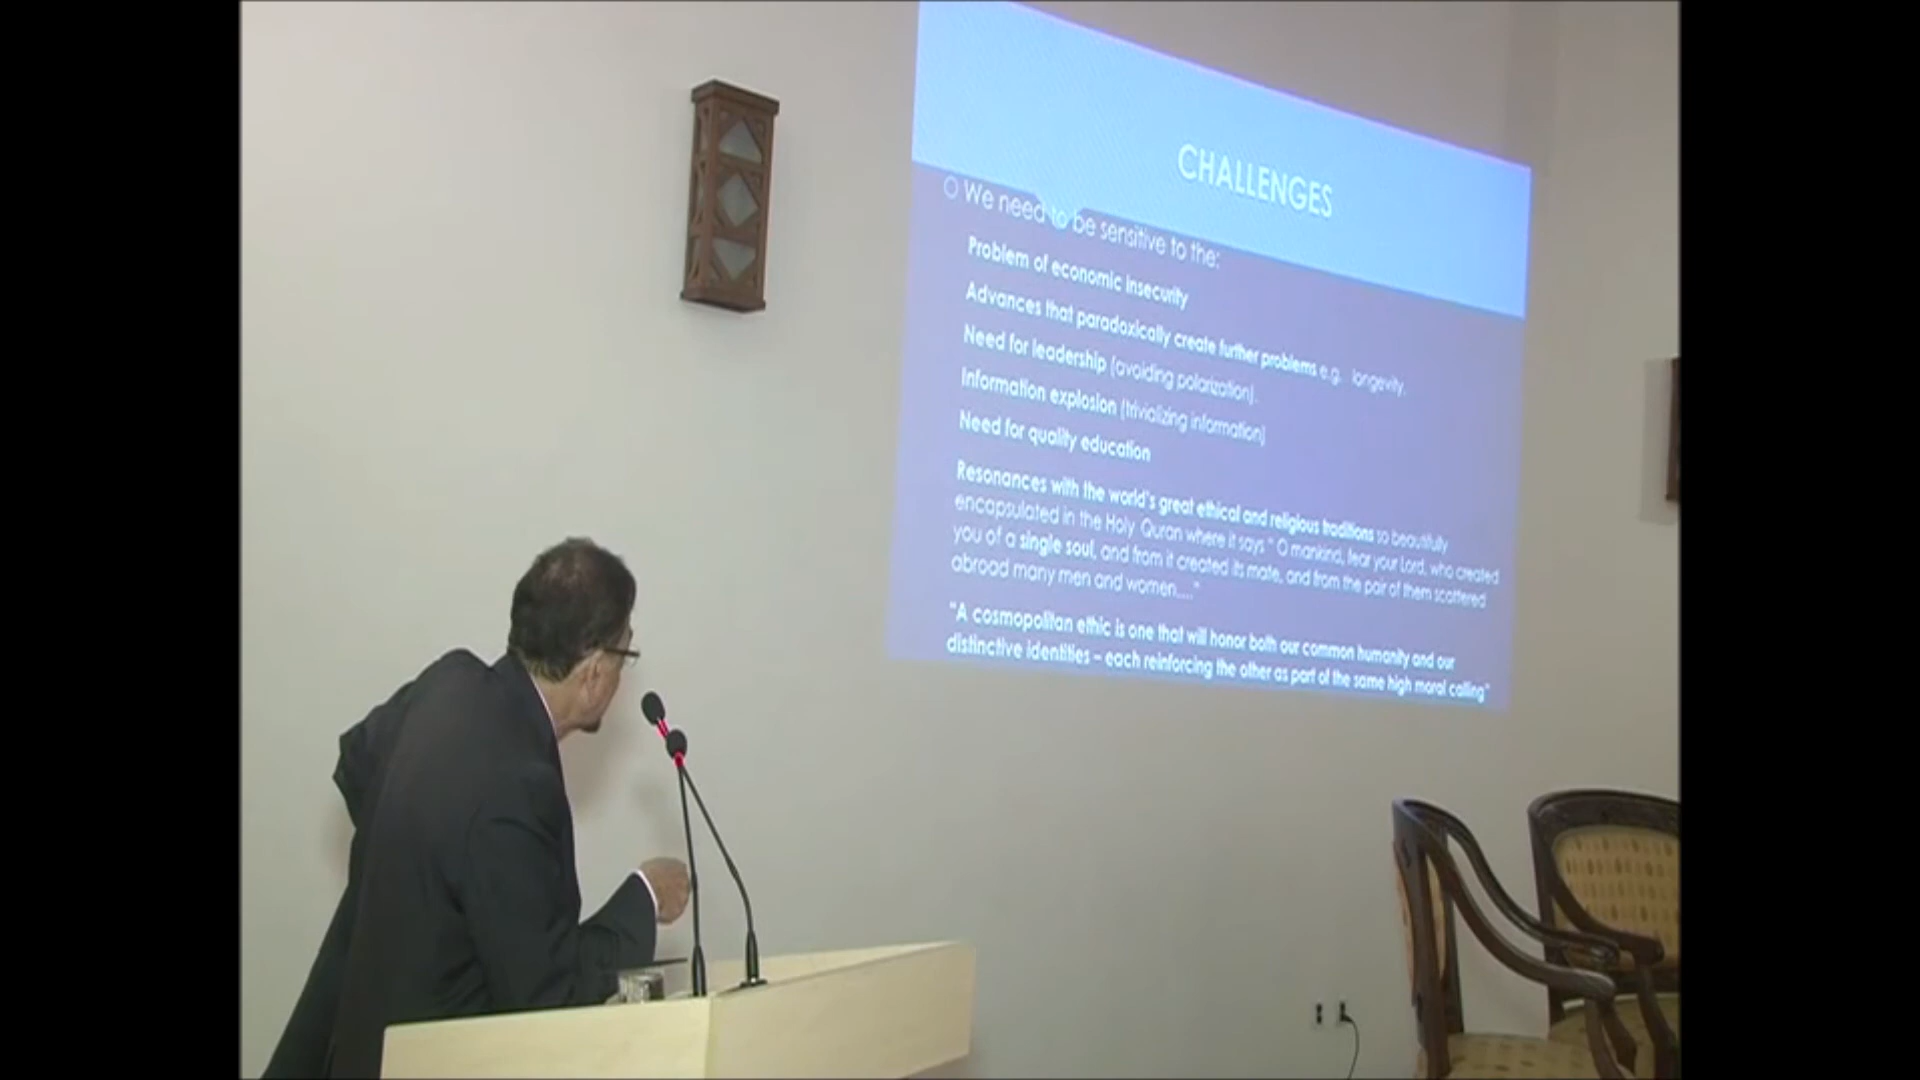 CHALLENGES
We need to be sensitive to the:
Problem of economic insecurity
Advances that paradoxically create further problems e.g. longevity.
Need for leadership (avoiding polarization).
Information explosion (trivializing information)
Need for quality education
Resonances with the world's great ethical and religious traditions so beautifully
encapsulated in the Holy Quran where it says " O mankind, fear your Lord, who created
you of a single soul, and from it created its mate, and from the pair of them scattered
abroad many men and women...."
"A cosmopolitan ethic is one that will honor both our common humanity and our
distinctive identities – each reinforcing the other as part of the same high moral calling"